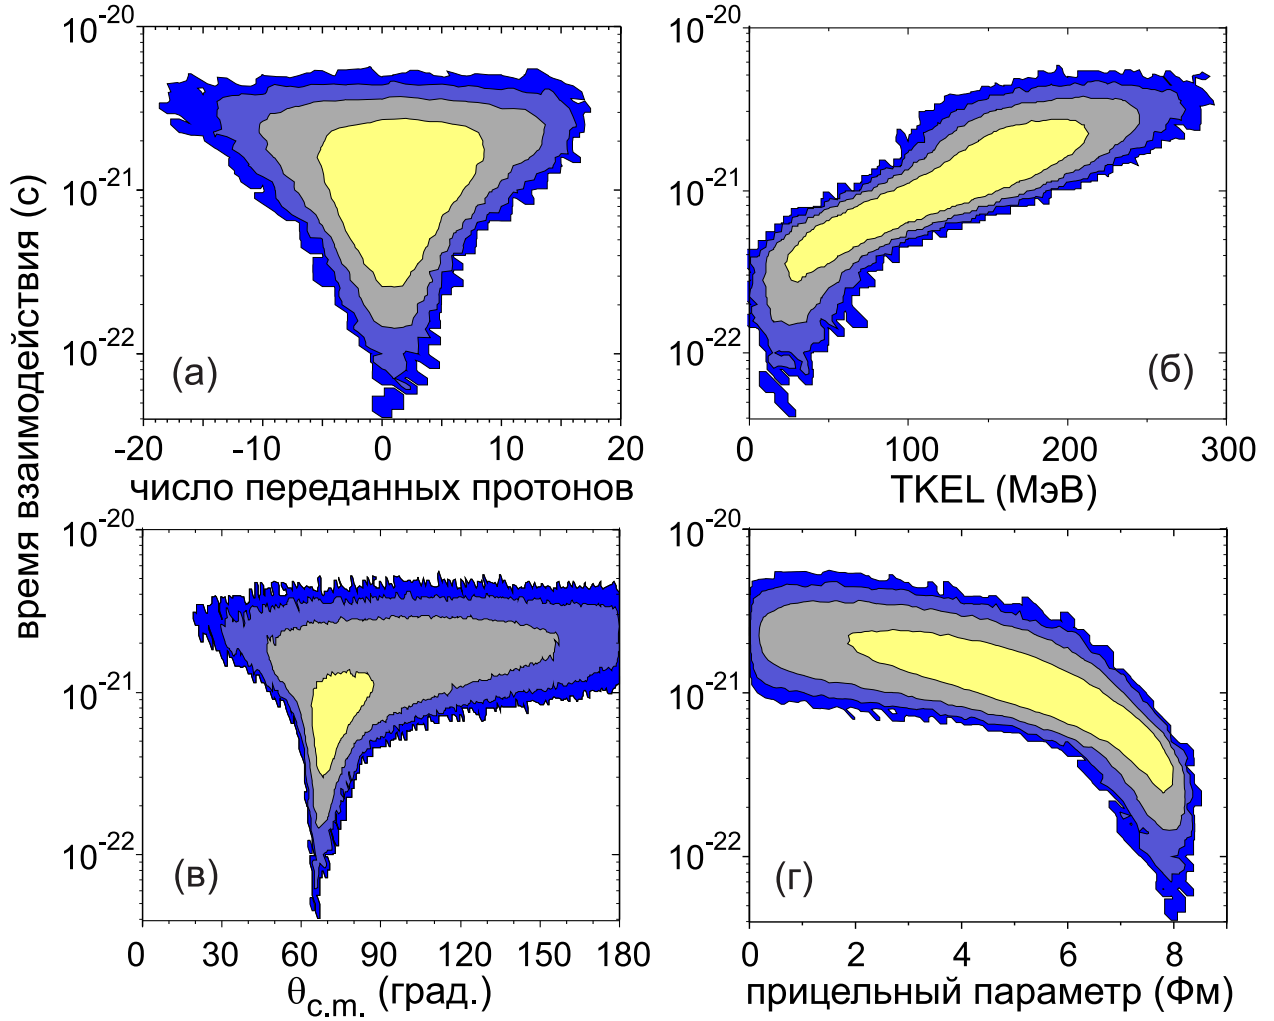 время взаимодействия (с)
10-20
10-21
10-22
(а)
-20 -10 0 10 20
число переданных протонов
10-20
10-21
10-22
(б)
0 100 200 300
TKEL (МэВ)
10-20
10-21
10-22
(в)
0 30 60 90 120 150 180
θc.m. (град.)
10-20
10-21
10-22
(г)
0 2 4 6 8
прицельный параметр (Фм)